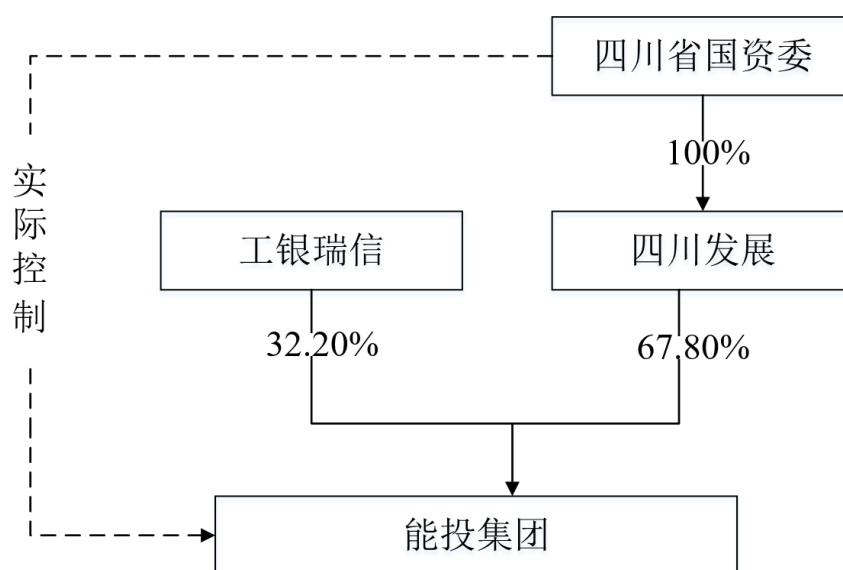 四川省国资委
100%
实际控制
工银瑞信
四川发展
32.20%
67.80%
能投集团